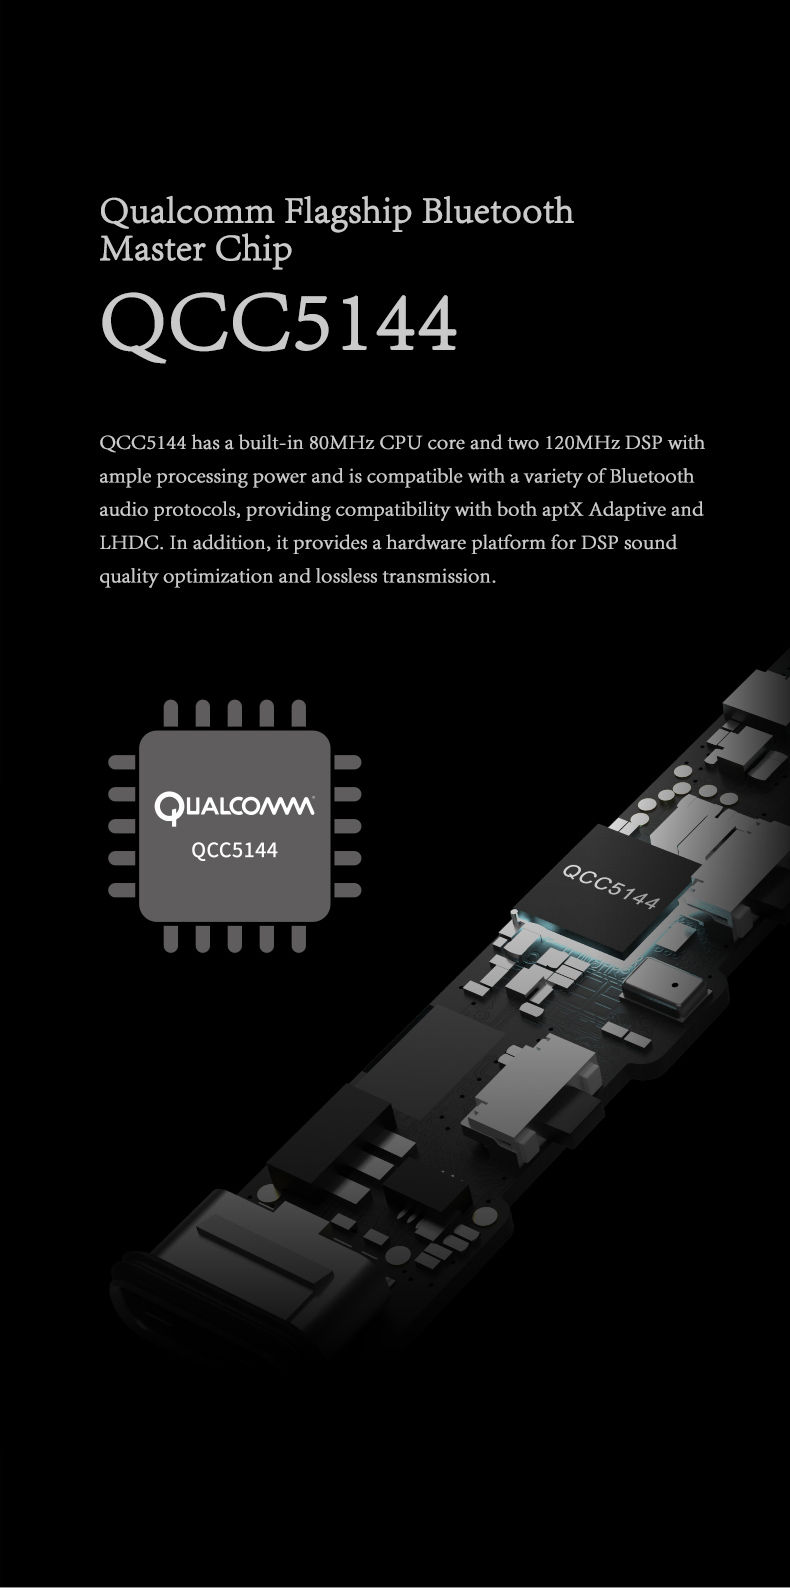 Qualcomm Flagship Bluetooth
Master Chip
QCC5144
QCC5144 has a built-in 80MHz CPU core and two 120MHz DSP with
ample processing power and is compatible with a variety of Bluetooth
audio protocols, providing compatibility with both aptX Adaptive and
LHDC. In addition, it provides a hardware platform for DSP sound
quality optimization and lossless transmission.
QUALCOMM
QCC5144
QCC5144